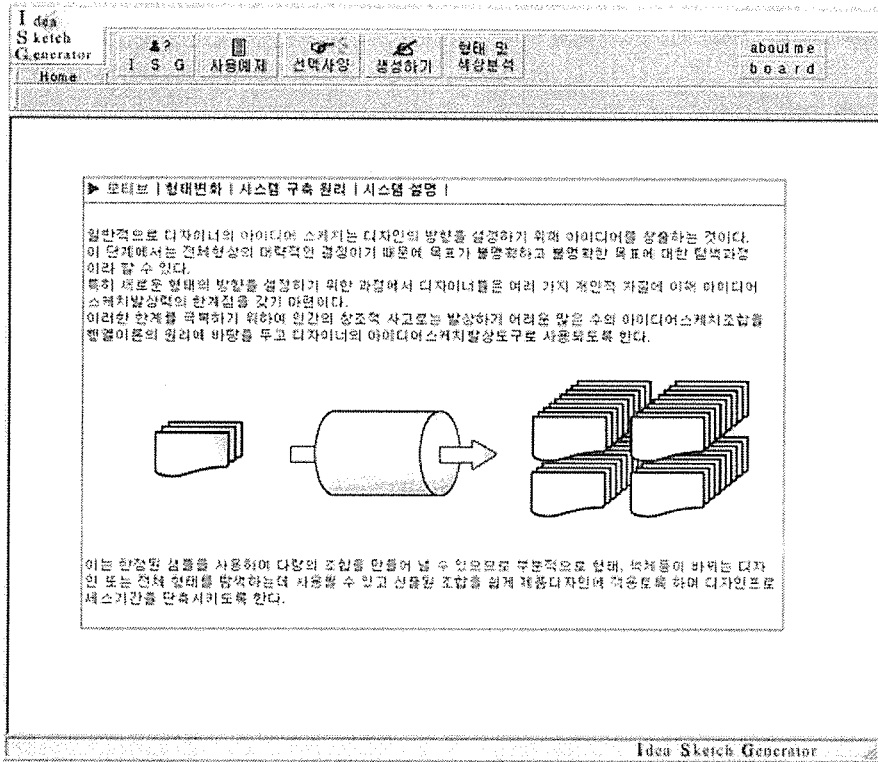 Idea
Sketch
Generator
Home
?
I S G
사용예제
선택사양
생성하기
형태 및
색상분석
about me
board
▶ 모티브 | 형태변화 | 시스템 구축 원리 | 시스템 설명 |
일반적으로 디자이너의 아이디어 스케치는 디자인의 방향를 설정하기 위해 아이디어를 창출하는 것이다.
이 단계에서는 전체형상의 대략적인 결정이기 때문에 목표가 불명확하고 불명확한 목표에 대한 탐색과정
이라 할 수 있다.
특히 새로운 형태의 방향를 설정하기 위한 과정에서 디자이너들은 여러 가지 개인적 자질에 의해 아이디어
스케치발상력의 한계점을 갖기 마련이다.
이러한 한계를 극복하기 위하여 인간의 창조적 사고로는 발상하기 어려운 많은 수의 아이디어스케치조합을
행열이론의 원리에 바탕를 두고 디자이너의 아이디어스케치발상도구로 사용되도록 한다.
이는 한정된 샘플을 사용하여 다량의 조합을 만들어 낼 수 있으므로 부분적으로 형태, 색채등이 바뀌는 디자
인 또는 전체 형태를 탐색하는데 사용될 수 있고 산출된 조합을 쉽게 제품디자인에 적용토록 하며 디자인프로
세스기간를 단축시키도록 한다.
Idea Sketch Generator